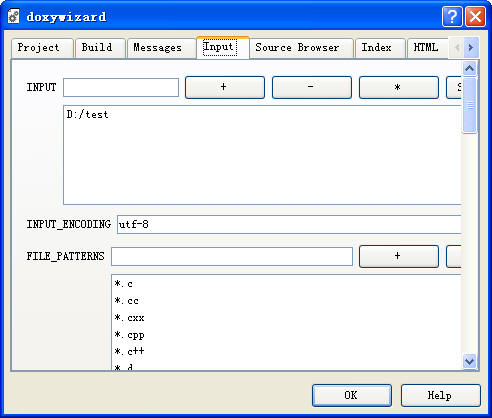 doxywizard
Project Build Messages Input Source Browser Index HTML
INPUT + - *
D:/test
INPUT_ENCODING utf-8
FILE_PATTERNS +
*.c
*.cc
*.cxx
*.cpp
*.c++
*.d
OK Help